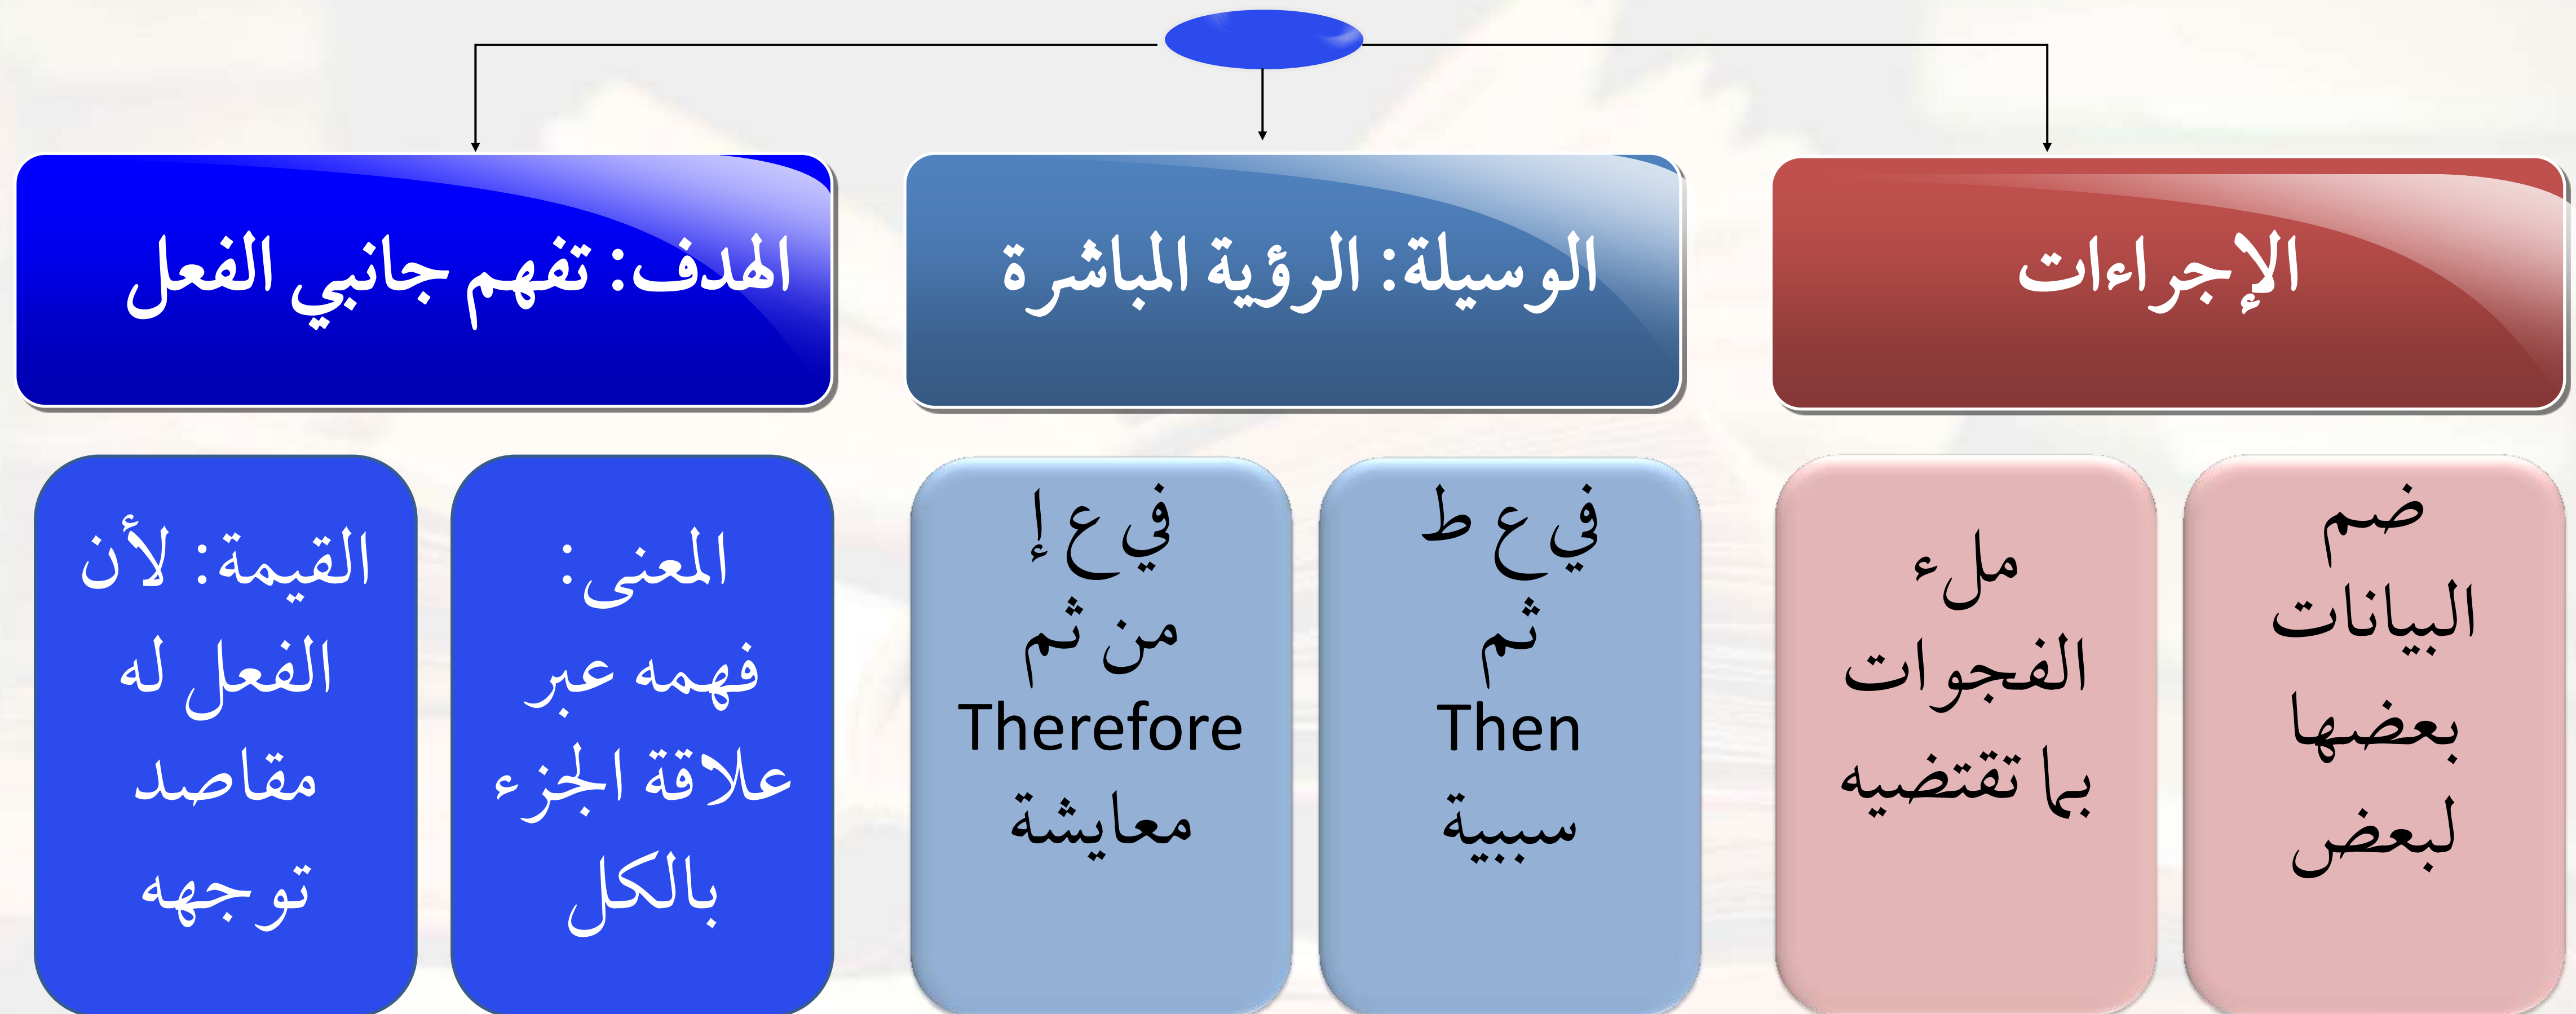 الإجراءات
الوسيلة: الرؤية المباشرة
الهدف: تفهم جانبي الفعل
ضم
البيانات
بعضها
لبعض
ملء
الفجوات
بما تقتضيه
في ع ط
ثم
Then
سببية
في ع إ
من ثم
Therefore
معايشة
المعنى:
فهمه عبر
علاقة الجزء
بالكل
القيمة: لأن
الفعل له
مقاصد
توجهه